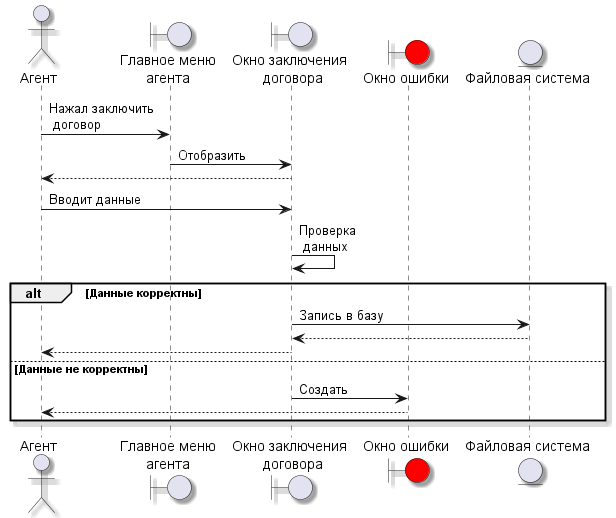 Агент
Главное меню
агента
Окно заключения
договора
Окно ошибки
Файловая система
Нажал заключить
договор
Отобразить
Вводит данные
Проверка
данных
alt
[Данные корректны]
Запись в базу
[Данные не корректны]
Создать
Агент
Главное меню
агента
Окно заключения
договора
Окно ошибки
Файловая система